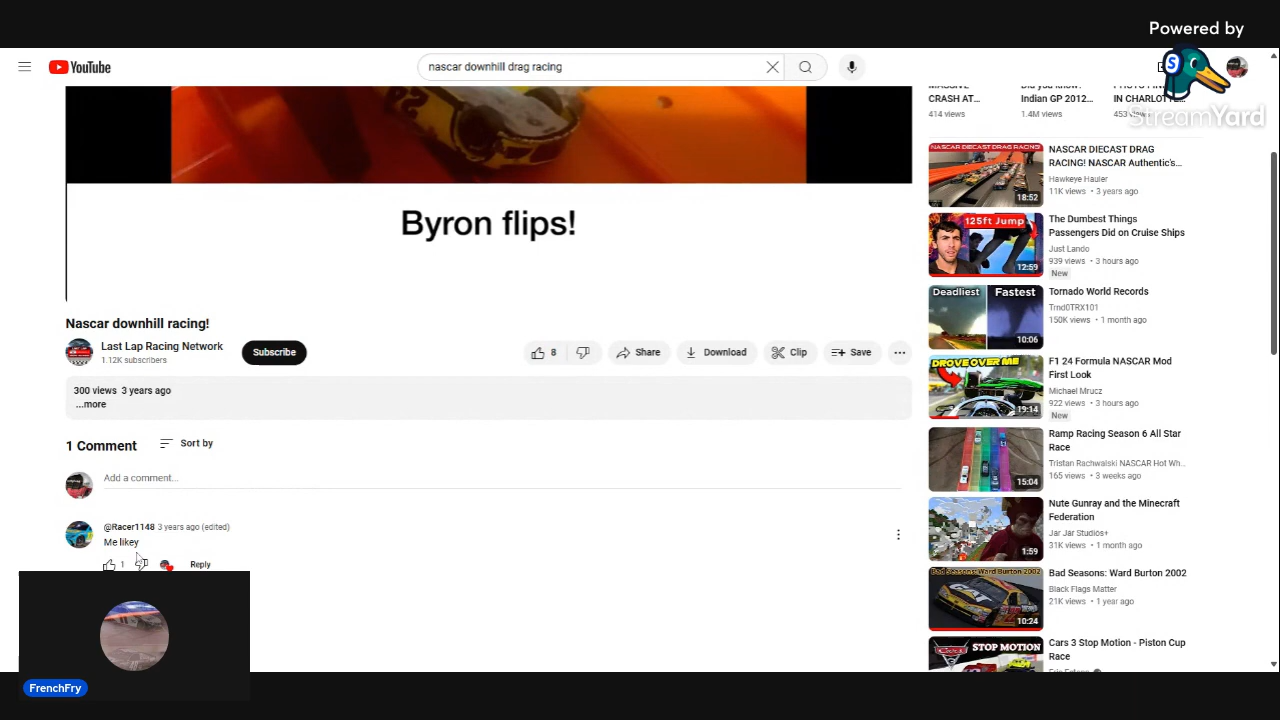 Powered by
StreamYard
YouTube
nascar downhill drag racing
Byron flips!
Nascar downhill racing!
Last Lap Racing Network
1.12K subscribers
Subscribe
8
Share
Download
Clip
Save
300 views 3 years ago
...more
1 Comment
Sort by
Add a comment...
@Racer1148 3 years ago (edited)
Me likey
1
Reply
FrenchFry
CRASH AT...
414 views
Indian GP 2012...
1.4M views
IN CHARLOTTE
453 views
NASCAR DIECAST DRAG RACING!
18:52
NASCAR DIECAST DRAG
RACING! NASCAR Authentic's...
Hawkeye Hauler
11K views • 3 years ago
125ft Jump
12:59
The Dumbest Things
Passengers Did on Cruise Ships
Just Lando
939 views • 3 hours ago
New
Deadliest Fastest
10:06
Tornado World Records
Trnd0TRX101
150K views • 1 month ago
DROVE OVER ME
19:14
F1 24 Formula NASCAR Mod
First Look
Michael Mrucz
922 views • 3 hours ago
New
15:04
Ramp Racing Season 6 All Star
Race
Tristan Rachwalski NASCAR Hot Wh...
165 views • 3 weeks ago
1:59
Nute Gunray and the Minecraft
Federation
Jar Jar Studios+
31K views • 1 month ago
Bad Seasons: Ward Burton 2002
CAT
10:24
Bad Seasons: Ward Burton 2002
Black Flags Matter
21K views • 1 year ago
STOP MOTION
Cars 3 Stop Motion - Piston Cup
Race